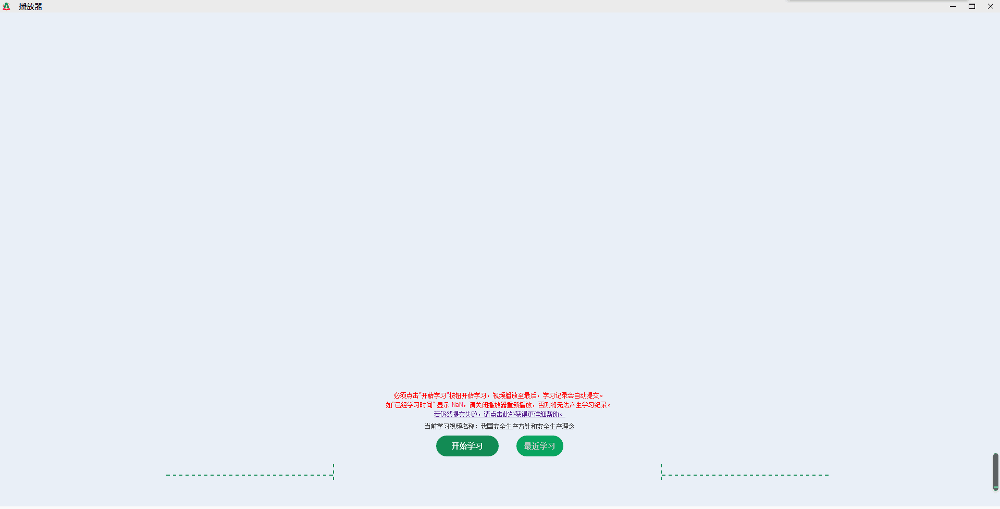 播放器
必须点击"开始学习"按钮开始学习，视频播放至最后，学习记录会自动提交。
如"已经学习时间" 显示 NaN，请关闭播放器重新播放，否则将无法产生学习纪录。
若仍然提交失败，请点击此处获得更详细帮助。
当前学习视频名称：我国安全生产方针和安全生产理念
开始学习
最近学习